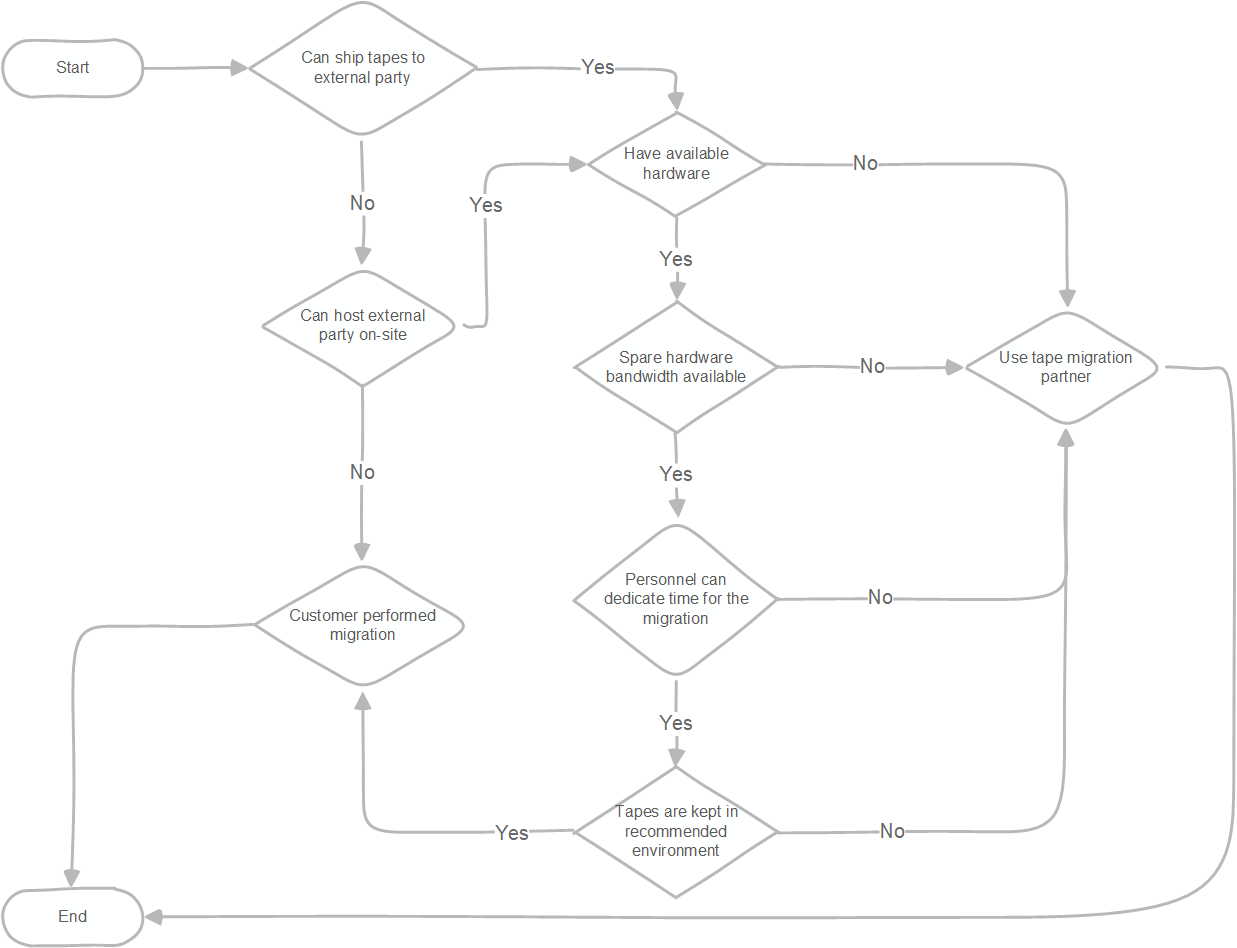 Start
Can ship tapes to
external party
Yes
Have available
hardware
No
No
Yes
Yes
Can host external
party on-site
Spare hardware
bandwidth available
No
Use tape migration
partner
No
Yes
Personnel can
dedicate time for the
migration
No
Customer performed
migration
Yes
Tapes are kept in
recommended
environment
Yes
No
End